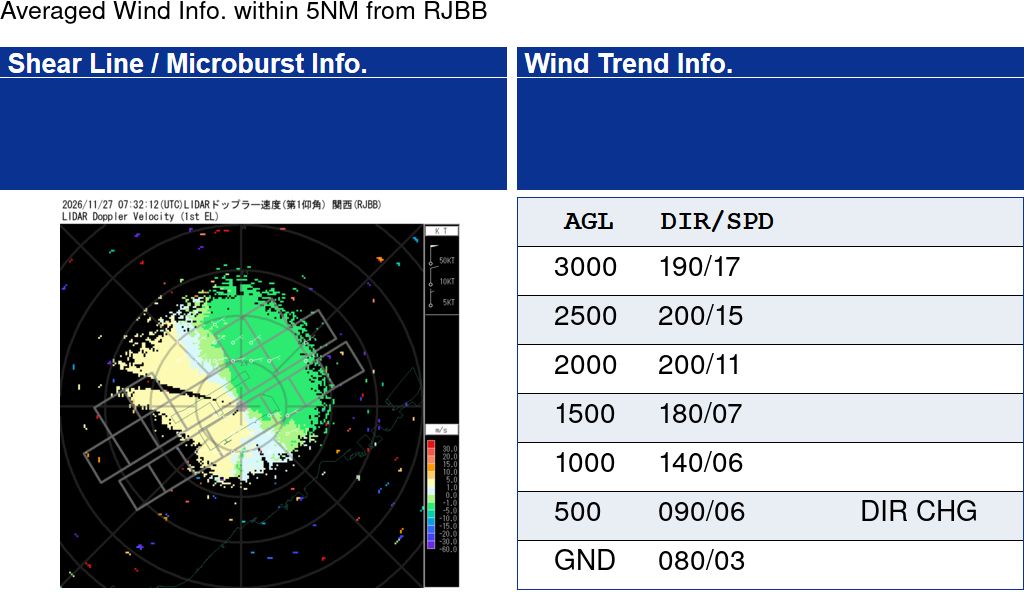 Averaged Wind Info. within 5NM from RJBB
Shear Line / Microburst Info.
Wind Trend Info.
2026/11/27 07:32:12(UTC)LIDARドップラー速度(第1仰角) 関西(RJBB)
LIDAR Doppler Velocity (1st EL)
KT
50KT
10KT
5KT
m/s
30.0
20.0
15.0
10.0
5.0
1.0
0.0
-1.0
-5.0
-10.0
-15.0
-20.0
-30.0
-60.0
AGL DIR/SPD
3000 190/17
2500 200/15
2000 200/11
1500 180/07
1000 140/06
500 090/06 DIR CHG
GND 080/03